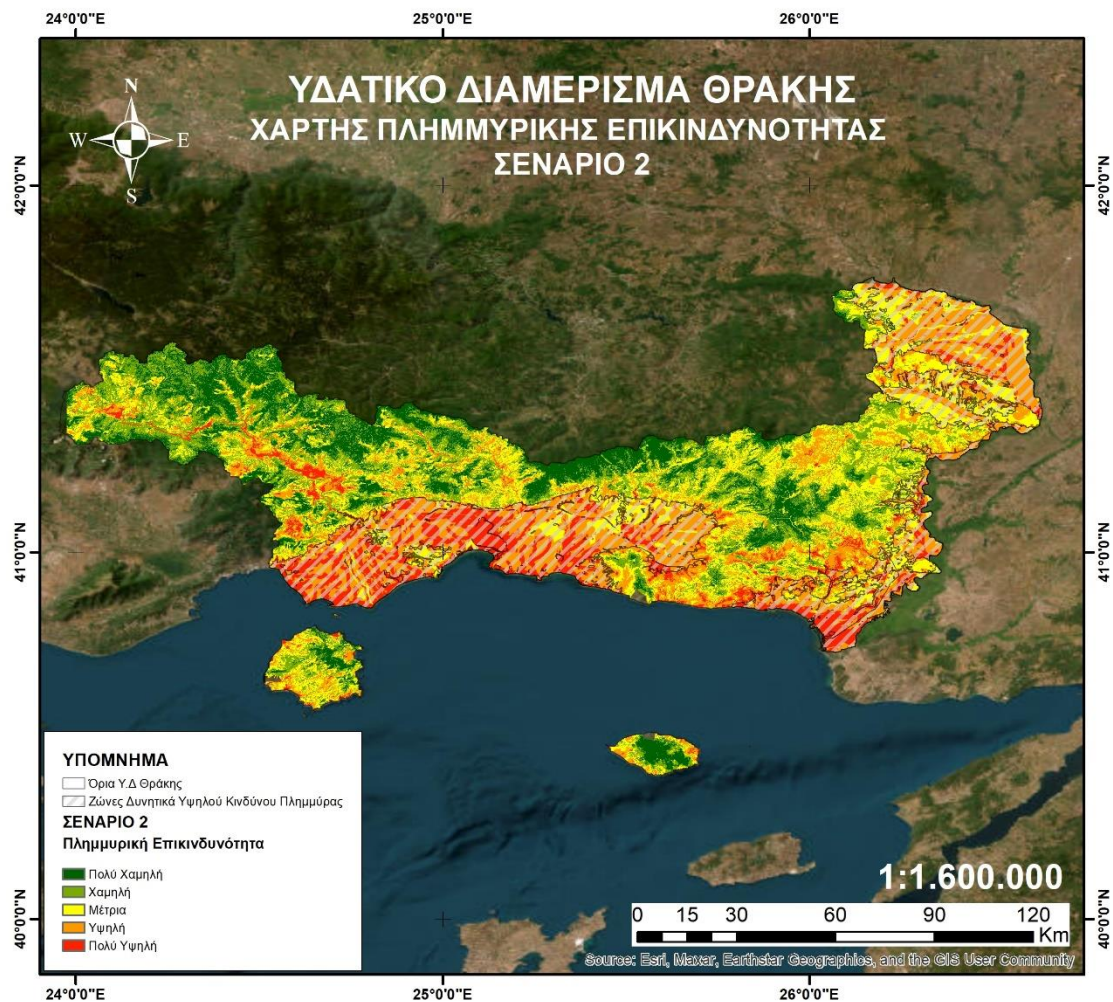 24°0'0"E 25°0'0"E 26°0'0"E
ΥΔΑΤΙΚΟ ΔΙΑΜΕΡΙΣΜΑ ΘΡΑΚΗΣ
ΧΑΡΤΗΣ ΠΛΗΜΜΥΡΙΚΗΣ ΕΠΙΚΙΝΔΥΝΟΤΗΤΑΣ
ΣΕΝΑΡΙΟ 2
N
W E
S
42°0'0"N 42°0'0"N
41°0'0"N 41°0'0"N
40°0'0"N 40°0'0"N
ΥΠΟΜΝΗΜΑ
Όρια Υ.Δ Θράκης
Ζώνες Δυνητικά Υψηλού Κινδύνου Πλημμύρας
ΣΕΝΑΡΙΟ 2
Πλημμυρική Επικινδυνότητα
Πολύ Χαμηλή
Χαμηλή
Μέτρια
Υψηλή
Πολύ Υψηλή
1:1.600.000
0 15 30 60 90 120
Km
Source: Esri, Maxar, Earthstar Geographics, and the GIS User Community
24°0'0"E 25°0'0"E 26°0'0"E